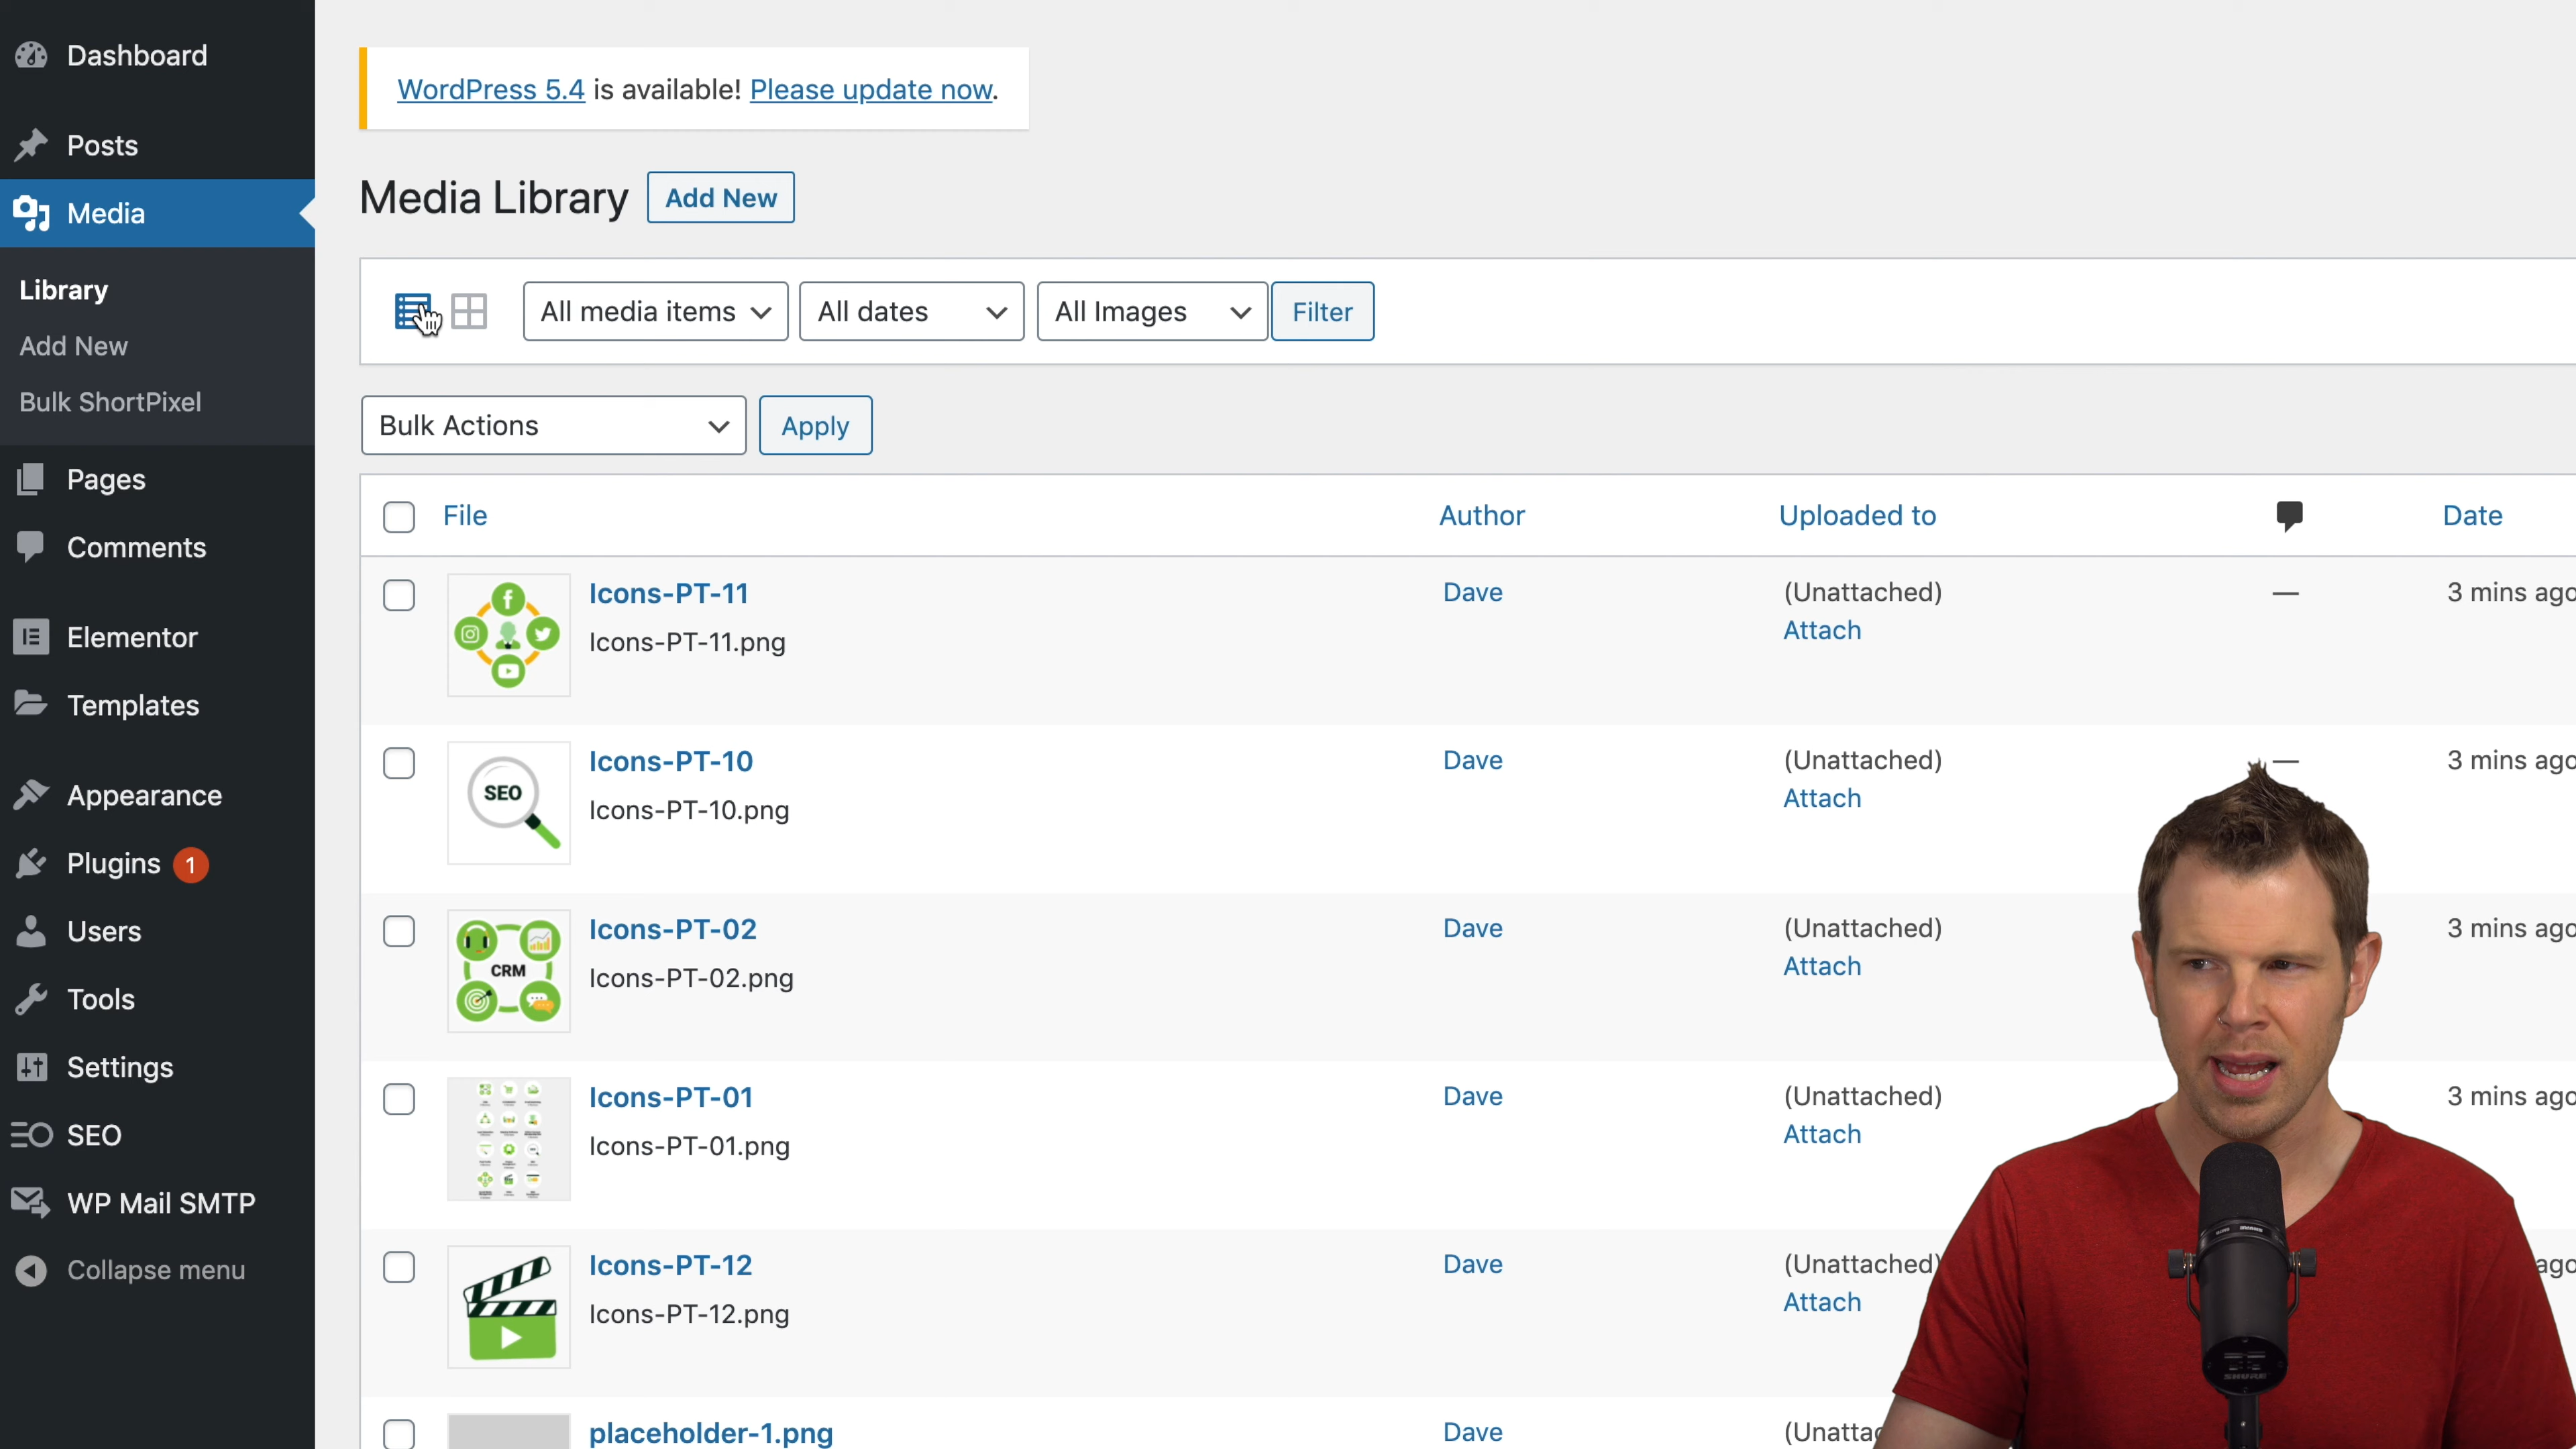 Dashboard
Posts
Media
Library
Add New
Bulk ShortPixel
Pages
Comments
Elementor
Templates
Appearance
Plugins 1
Users
Tools
Settings
SEO
WP Mail SMTP
Collapse menu
WordPress 5.4 is available! Please update now.
Media Library Add New
All media items All dates All Images Filter
Bulk Actions Apply
File Author Uploaded to Date
Icons-PT-11 Dave (Unattached) — 3 mins ago
Icons-PT-11.png Attach
Icons-PT-10 Dave (Unattached) — 3 mins ago
SEO
Icons-PT-10.png Attach
Icons-PT-02 Dave (Unattached) 3 mins ago
CRM
Icons-PT-02.png Attach
Icons-PT-01 Dave (Unattached) 3 mins ago
Icons-PT-01.png Attach
Icons-PT-12 Dave (Unattached) ago
Icons-PT-12.png Attach
placeholder-1.png Dave
SHURE